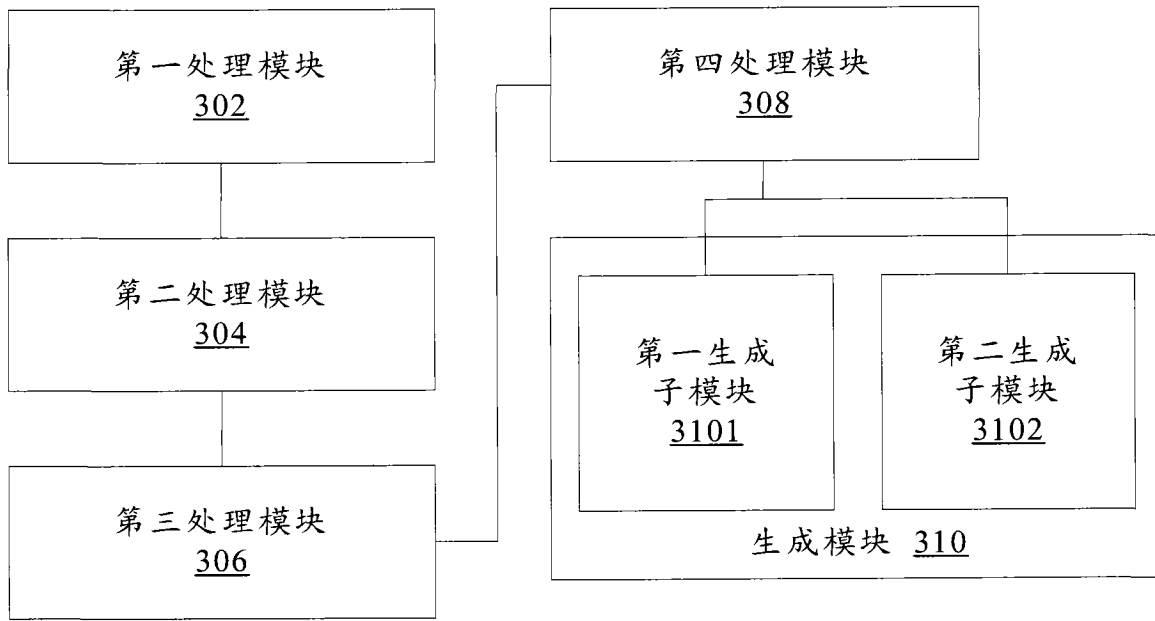 第一处理模块
302
第二处理模块
304
第三处理模块
306
第四处理模块
308
第一生成
子模块
3101
第二生成
子模块
3102
生成模块 310